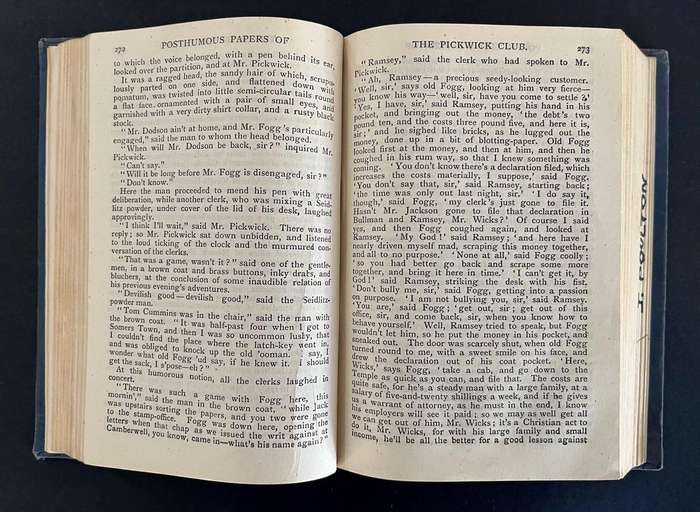 272
POSTHUMOUS PAPERS OF
to which the voice belonged, with a pen behind its ear,
looked over the partition, and at Mr. Pickwick.
It was a ragged head, the sandy hair of which, scrupu-
lously parted on one side, and flattened down with
pomatum, was twisted into little semi-circular tails round
a flat face ornamented with a pair of small eyes, and
garnished with a very dirty shirt collar, and a rusty black
stock.
"Mr. Dodson ain't at home, and Mr. Fogg's particularly
engaged," said the man to whom the head belonged.
"When will Mr. Dodson be back, sir?" inquired Mr.
Pickwick.
"Can't say."
"Will it be long before Mr. Fogg is disengaged, sir?"
"Don't know."
Here the man proceeded to mend his pen with great
deliberation, while another clerk, who was mixing a Seid-
litz powder, under cover of the lid of his desk, laughed
approvingly.
"I think I'll wait," said Mr. Pickwick. There was no
reply; so Mr. Pickwick sat down unbidden, and listened
to the loud ticking of the clock and the murmured con-
versation of the clerks.
"That was a game, wasn't it?" said one of the gentle-
men, in a brown coat and brass buttons, inky drabs, and
bluchers, at the conclusion of some inaudible relation of
his previous evening's adventures.
"Devilish good—devilish good," said the Seidlitz-
powder man.
"Tom Cummins was in the chair," said the man with
the brown coat. "It was half-past four when I got to
Somers Town, and then I was so uncommon lushy, that
I couldn't find the place where the latch-key went in,
and was obliged to knock up the old 'ooman. I say, I
wonder what old Fogg 'ud say, if he knew it. I should
get the sack, I s'pose—eh?"
At this humorous notion, all the clerks laughed in
concert.
"There was such a game with Fogg here, this
mornin'," said the man in the brown coat, "while Jack
was upstairs sorting the papers, and you two were gone
to the stamp-office. Fogg was down here, opening the
letters when that chap as we issued the writ against at
Camberwell, you know, came in—what's his name again?"
THE PICKWICK CLUB.
273
"Ramsey," said the clerk who had spoken to Mr.
Pickwick.
"Ah, Ramsey—a precious seedy-looking customer.
'Well, sir,' says old Fogg, looking at him very fierce—
you know his way—'well, sir, have you come to settle?'
'Yes, I have, sir,' said Ramsey, putting his hand in his
pocket, and bringing out the money, 'the debt's two
pound ten, and the costs three pound five, and here it is,
sir;' and he sighed like bricks, as he lugged out the
money, done up in a bit of blotting-paper. Old Fogg
looked first at the money, and then at him, and then he
coughed in his rum way, so that I knew something was
coming. 'You don't know there's a declaration filed, which
increases the costs materially, I suppose,' said Fogg.
'You don't say that, sir,' said Ramsey, starting back;
'the time was only out last night, sir.' 'I do say it,
though,' said Fogg, 'my clerk's just gone to file it.
Hasn't Mr. Jackson gone to file that declaration in
Bullman and Ramsey, Mr. Wicks?' Of course I said
yes, and then Fogg coughed again, and looked at
Ramsey. 'My God!' said Ramsey; 'and here have I
nearly driven myself mad, scraping this money together,
and all to no purpose.' 'None at all,' said Fogg coolly;
'so you had better go back and scrape some more
together, and bring it here in time.' 'I can't get it, by
God!' said Ramsey, striking the desk with his fist.
'Don't bully me, sir,' said Fogg, getting into a passion
on purpose. 'I am not bullying you, sir,' said Ramsey.
'You are,' said Fogg; 'get out, sir; get out of this
office, sir, and come back, sir, when you know how to
behave yourself.' Well, Ramsey tried to speak, but Fogg
wouldn't let him, so he put the money in his pocket, and
sneaked out. The door was scarcely shut, when old Fogg
turned round to me, with a sweet smile on his face, and
drew the declaration out of his coat pocket. 'Here,
Wicks,' says Fogg, 'take a cab, and go down to the
Temple as quick as you can, and file that. The costs are
quite safe, for he's a steady man with a large family, at a
salary of five-and-twenty shillings a week, and if he gives
us a warrant of attorney, as he must in the end, I know
his employers will see it paid; so we may as well get all
we can get out of him, Mr. Wicks; it's a Christian act to
do it, Mr. Wicks, for with his large family and small
income, he'll be all the better for a good lesson against